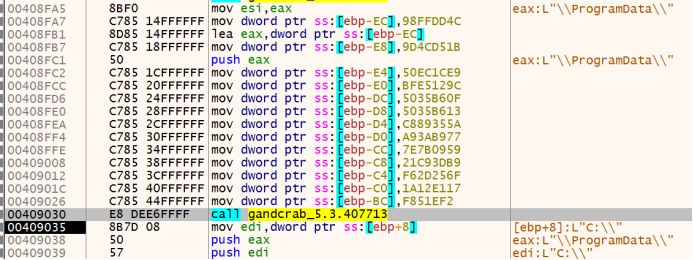 00408FA5 8BF0 mov esi,eax eax:L"\\ProgramData\\"
00408FA7 C785 14FFFFFF mov dword ptr ss:[ebp-EC],98FFDD4C
00408FB1 8D85 14FFFFFF lea eax,dword ptr ss:[ebp-EC]
00408FB7 C785 18FFFFFF mov dword ptr ss:[ebp-E8],9D4CD51B
00408FC1 50 push eax eax:L"\\ProgramData\\"
00408FC2 C785 1CFFFFFF mov dword ptr ss:[ebp-E4],50EC1CE9
00408FCC C785 20FFFFFF mov dword ptr ss:[ebp-E0],BFE5129C
00408FD6 C785 24FFFFFF mov dword ptr ss:[ebp-DC],5035B60F
00408FE0 C785 28FFFFFF mov dword ptr ss:[ebp-D8],5035B613
00408FEA C785 2CFFFFFF mov dword ptr ss:[ebp-D4],C889355A
00408FF4 C785 30FFFFFF mov dword ptr ss:[ebp-D0],A93AB977
00408FFE C785 34FFFFFF mov dword ptr ss:[ebp-CC],7E7B0959
00409008 C785 38FFFFFF mov dword ptr ss:[ebp-C8],21C93DB9
00409012 C785 3CFFFFFF mov dword ptr ss:[ebp-C4],F62D256F
0040901C C785 40FFFFFF mov dword ptr ss:[ebp-C0],1A12E117
00409026 C785 44FFFFFF mov dword ptr ss:[ebp-BC],F851EF2
00409030 E8 DEE6FFFF call gandcrab_5.3.407713
00409035 8B7D 08 mov edi,dword ptr ss:[ebp+8] [ebp+8]:L"C:\\"
00409038 50 push eax eax:L"\\ProgramData\\"
00409039 57 push edi edi:L"C:\\"